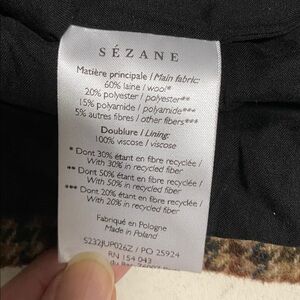 SÉZANE
Matière principale / Main fabric:
60% laine / wool*
20% polyester / polyester**
15% polyamide / polyamide***
5% autres fibres / other fibers***
Doublure / Lining:
100% viscose / viscose
* Dont 30% étant en fibre recyclée /
With 30% in recycled fiber
** Dont 50% étant en fibre recyclée /
With 50% in recycled fiber
*** Dont 20% étant en fibre recyclée /
With 20% in recycled fiber
Fabriqué en Pologne
Made in Poland
S232JUP026Z / PO 25924
RN 154 043